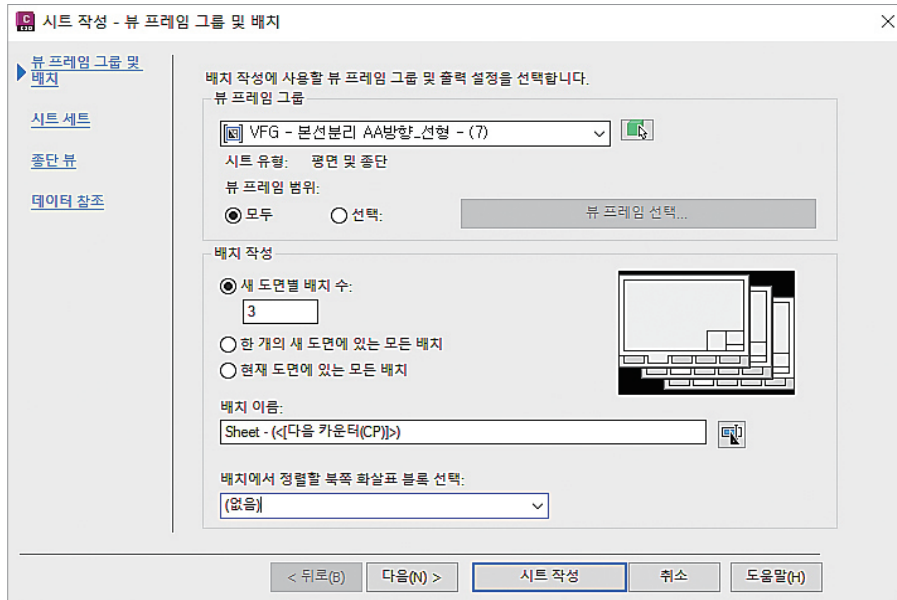 시트 작성 - 뷰 프레임 그룹 및 배치
뷰 프레임 그룹 및
배치
시트 세트
종단 뷰
데이터 참조
배치 작성에 사용할 뷰 프레임 그룹 및 출력 설정을 선택합니다.
뷰 프레임 그룹
VFG - 본선분리 AA방향_선형 - (7)
시트 유형: 평면 및 종단
뷰 프레임 범위:
모두 선택: 뷰 프레임 선택...
배치 작성
새 도면별 배치 수:
3
한 개의 새 도면에 있는 모든 배치
현재 도면에 있는 모든 배치
배치 이름:
Sheet - (<[다음 카운터(CP)]>)
배치에서 정렬할 북쪽 화살표 블록 선택:
(없음)
< 뒤로(B) 다음(N) > 시트 작성 취소 도움말(H)